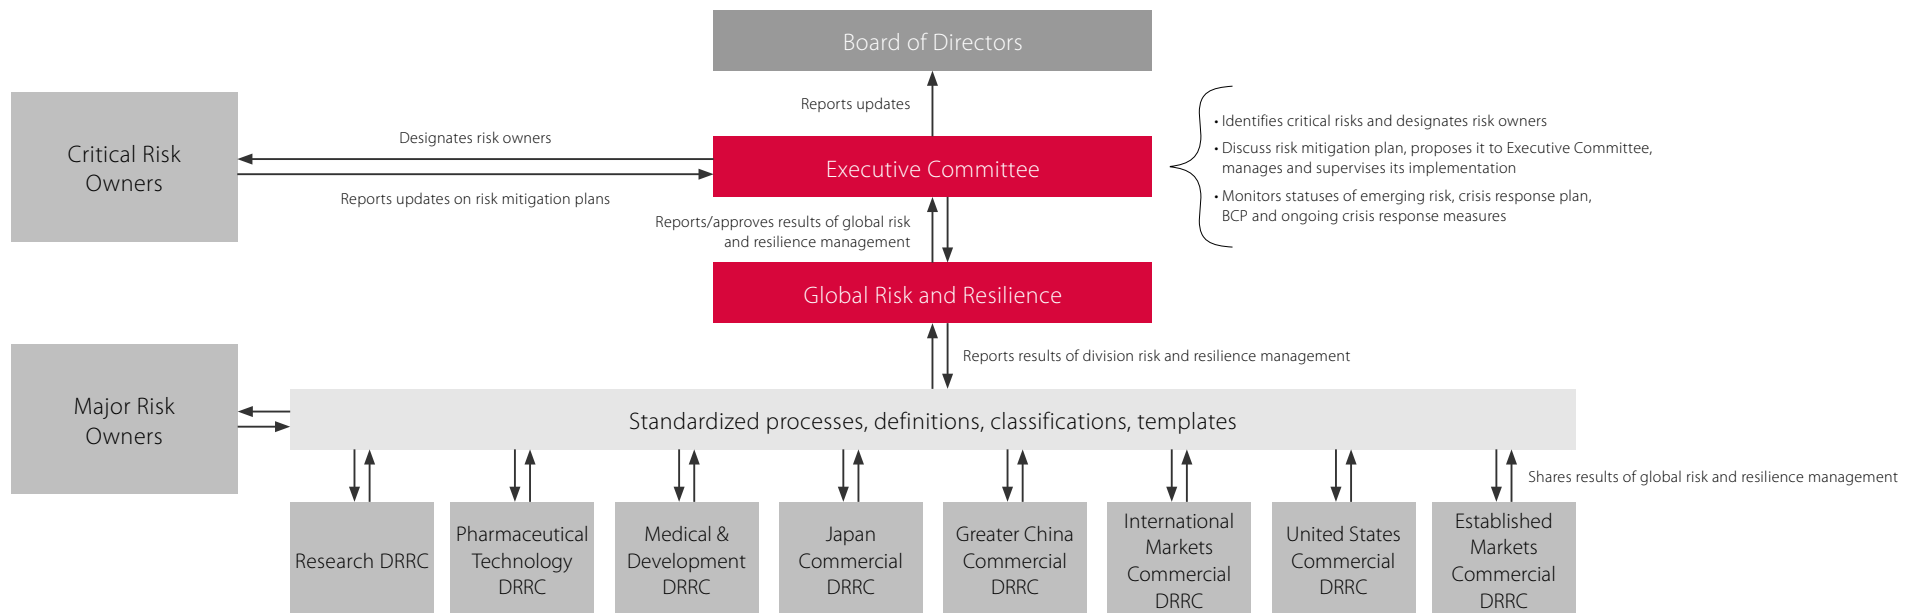 Board of Directors
Reports updates
Critical Risk
Owners
Designates risk owners
Reports updates on risk mitigation plans
Executive Committee
• Identifies critical risks and designates risk owners
• Discuss risk mitigation plan, proposes it to Executive Committee,
manages and supervises its implementation
• Monitors statuses of emerging risk, crisis response plan,
BCP and ongoing crisis response measures
Reports/approves results of global risk
and resilience management
Global Risk and Resilience
Reports results of division risk and resilience management
Major Risk
Owners
Standardized processes, definitions, classifications, templates
Shares results of global risk and resilience management
Research DRRC
Pharmaceutical
Technology
DRRC
Medical &
Development
DRRC
Japan
Commercial
DRRC
Greater China
Commercial
DRRC
International
Markets
Commercial
DRRC
United States
Commercial
DRRC
Established
Markets
Commercial
DRRC